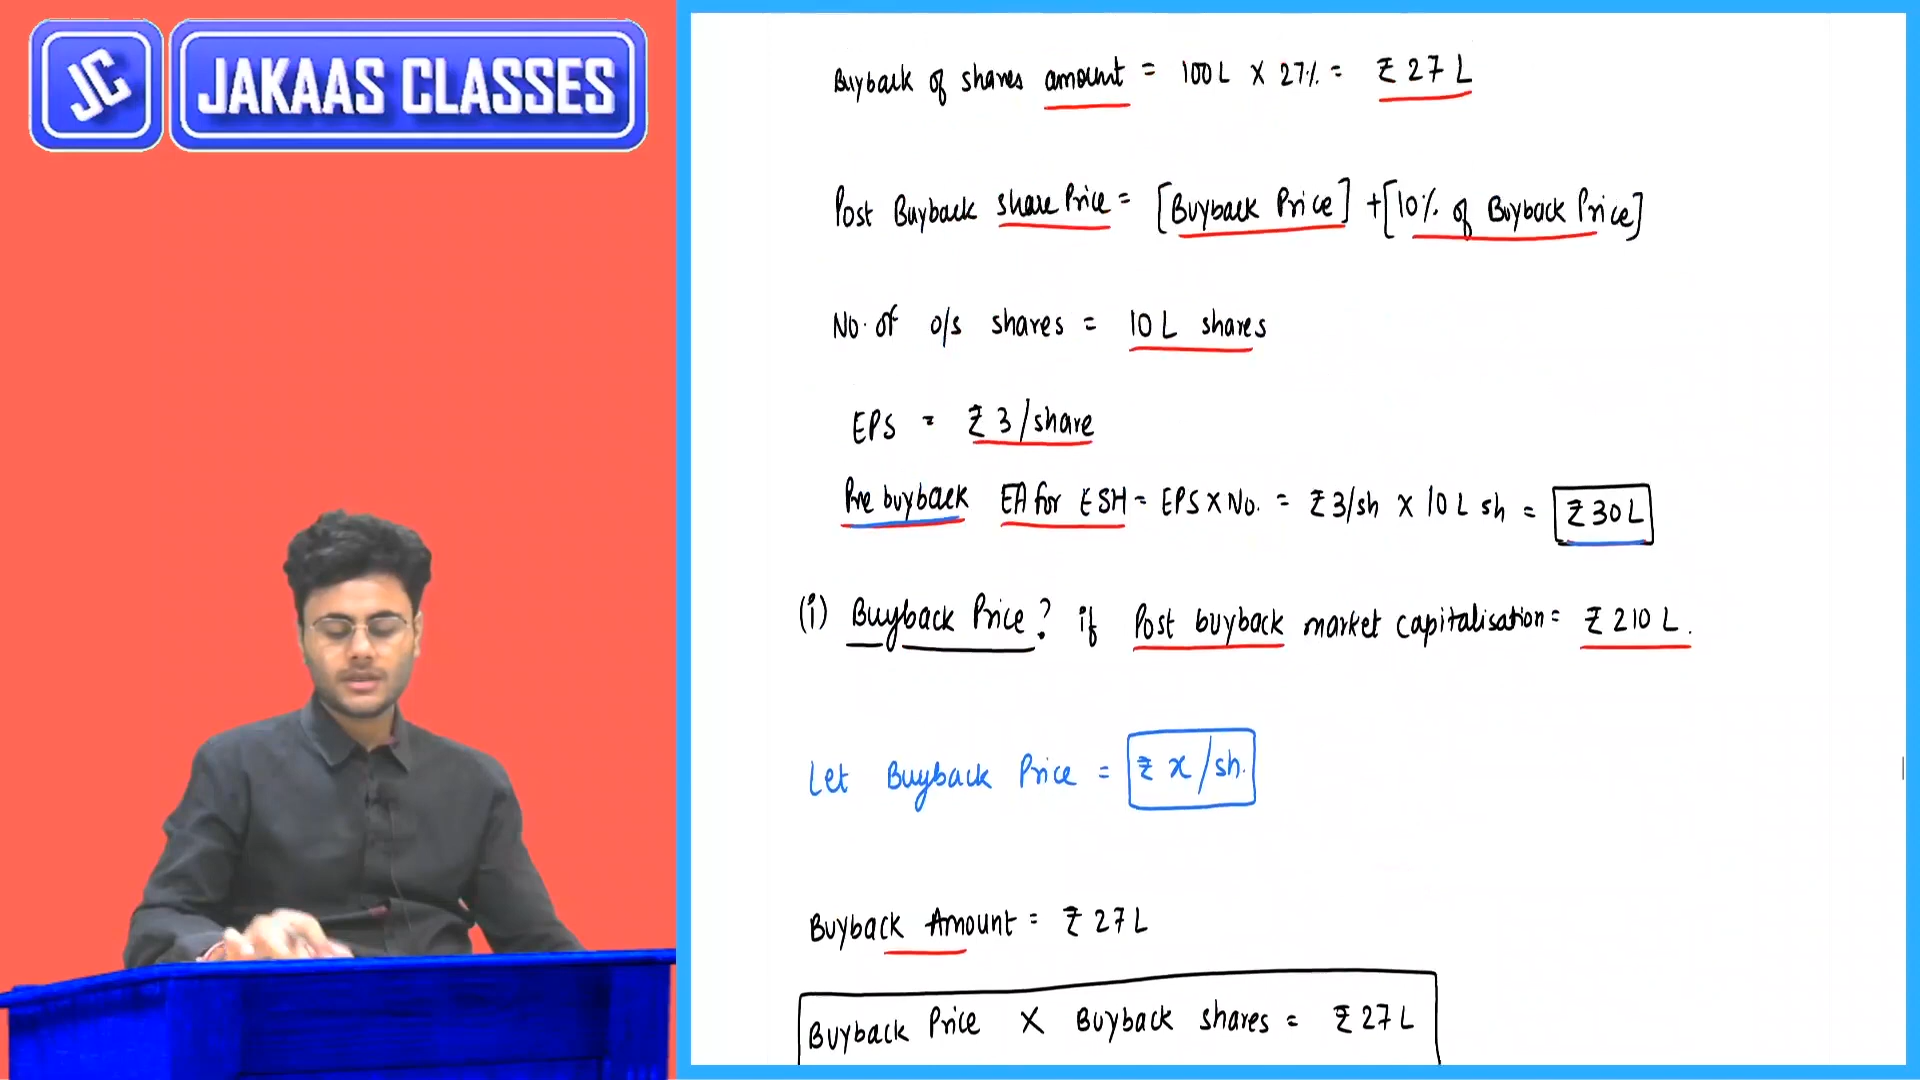 JC JAKAAS CLASSES
Buyback of shares amount = 100L X 27% = ₹ 27 L
Post Buyback share Price = [Buyback Price] + [10% of Buyback Price]
No. of o/s shares = 10 L shares
EPS = ₹ 3/share
Pre buyback EA for ESH = EPS X No. = ₹ 3/sh X 10 L sh = ₹ 30 L
(i) Buyback Price? if Post buyback market capitalisation = ₹ 210 L.
Let Buyback Price = ₹ x/sh.
Buyback Amount = ₹ 27 L
Buyback Price X Buyback shares = ₹ 27 L